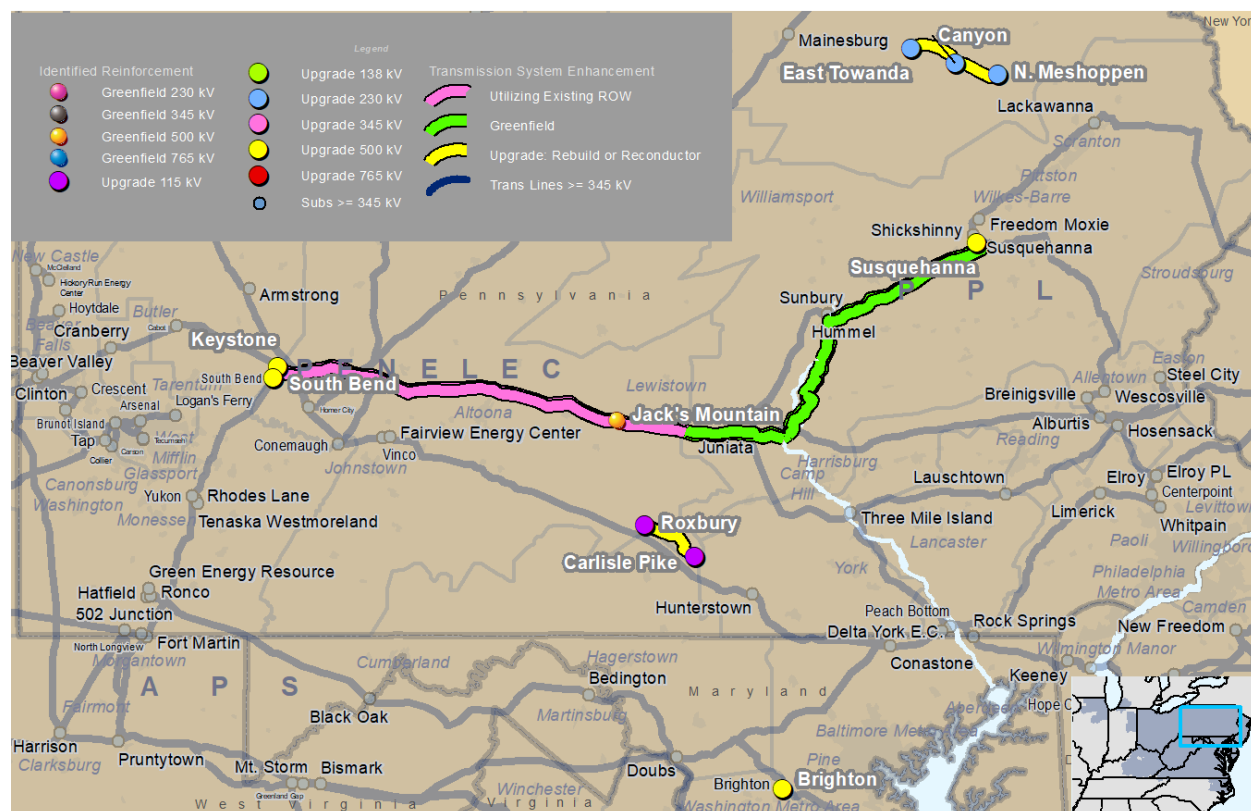 Legend
Identified Reinforcement
Greenfield 230 kV
Greenfield 345 kV
Greenfield 500 kV
Greenfield 765 kV
Upgrade 115 kV
Upgrade 138 kV
Upgrade 230 kV
Upgrade 345 kV
Upgrade 500 kV
Upgrade 765 kV
Subs >= 345 kV
Transmission System Enhancement
Utilizing Existing ROW
Greenfield
Upgrade: Rebuild or Reconductor
Trans Lines >= 345 kV
New York
Mainesburg
Canyon
East Towanda
N. Meshoppen
Lackawanna
Scranton
Pittston
Wilkes-Barre
Williamsport
Shickshinny
Freedom Moxie
Susquehanna
Susquehanna
Stroudsburg
PPL
Sunbury
Hummel
New Castle
McClelland
Hickory Run Energy
Center
Hoytdale
Butler
Armstrong
Pennsylvania
Cranberry
Cabot
Beaver
Falls
Keystone
Beaver Valley
PENELEC
South Bend
South Bend
Lewistown
Easton
Steel City
Allentown
Clinton
Crescent
Tarentum
Logan's Ferry
Arsenal
Breinigsville
Wescosville
Brunot Island
Homer City
Altoona
Jack's Mountain
Alburtis
Hosensack
Tap
Tecumseh
West
Carson
Mifflin
Collier
Conemaugh
Fairview Energy Center
Vinco
Juniata
Reading
Glassport
Johnstown
Harrisburg
Camp
Hill
Canonsburg
Washington
Yukon
Rhodes Lane
Lauschtown
Elroy
Elroy PL
Centerpoint
Limerick
Levittown
Whitpain
Monessen
Tenaska Westmoreland
Roxbury
Three Mile Island
Lancaster
Paoli
Willingboro
Carlisle Pike
York
Philadelphia
Metro Area
Green Energy Resource
Hatfield
Ronco
Hunterstown
Peach Bottom
Camden
502 Junction
Delta York E.C.
Rock Springs
New Freedom
North Longview
Fort Martin
Morgantown
Conastone
Wilmington Manor
Keeney
Cumberland
Hagerstown
Bedington
Maryland
APS
Fairmont
Black Oak
Martinsburg
Aberdeen
Hope C
Baltimore Metro Area
Harrison
Clarksburg
Pruntytown
Mt. Storm
Bismark
Greenland Gap
Doubs
Pine
Brighton
Brighton
Winchester
West Virginia
Virginia
Washington Metro Area